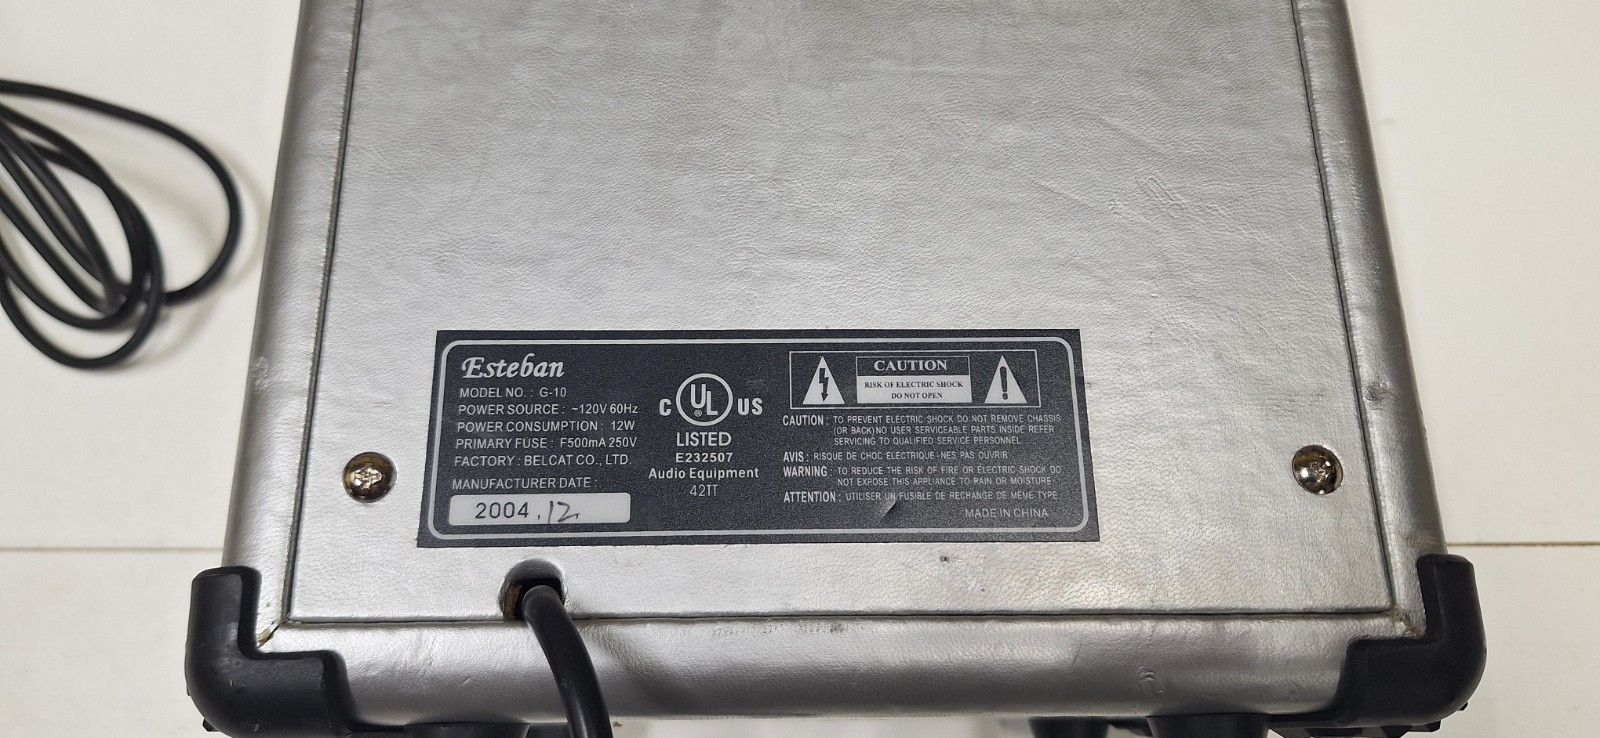 Esteban
MODEL NO. : G-10
POWER SOURCE : ~120V 60Hz
POWER CONSUMPTION : 12W
PRIMARY FUSE : F500mA 250V
FACTORY : BELCAT CO., LTD.
MANUFACTURER DATE :
2004.12.
C UL ® US
LISTED
E232507
Audio Equipment
42TT
CAUTION
RISK OF ELECTRIC SHOCK
DO NOT OPEN
CAUTION : TO PREVENT ELECTRIC SHOCK DO NOT REMOVE CHASSIS
(OR BACK) NO USER SERVICEABLE PARTS INSIDE REFER
SERVICING TO QUALIFIED SERVICE PERSONNEL
AVIS : RISQUE DE CHOC ELECTRIQUE-NES PAS OUVRIR.
WARNING : TO REDUCE THE RISK OF FIRE OR ELECTRIC SHOCK DO
NOT EXPOSE THIS APPLIANCE TO RAIN OR MOISTURE
ATTENTION : UTILISER UN FUSIBLE DE RECHANGE DE MEME TYPE.
MADE IN CHINA